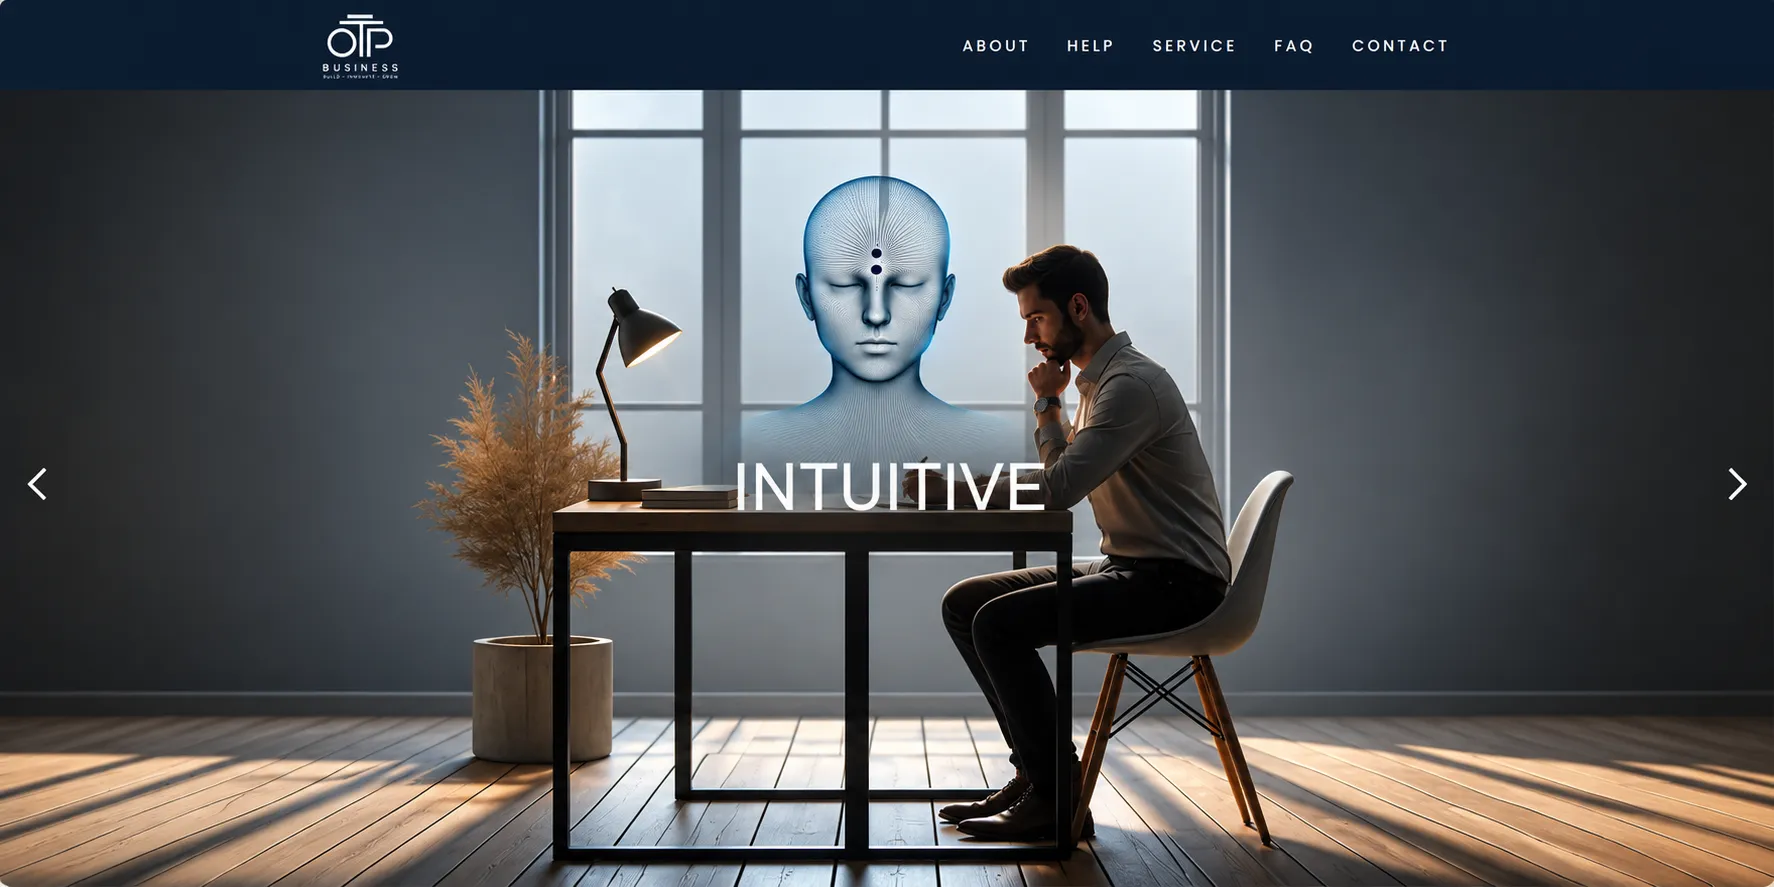 OTP
BUSINESS
ABOUT HELP SERVICE FAQ CONTACT
INTUITIVE